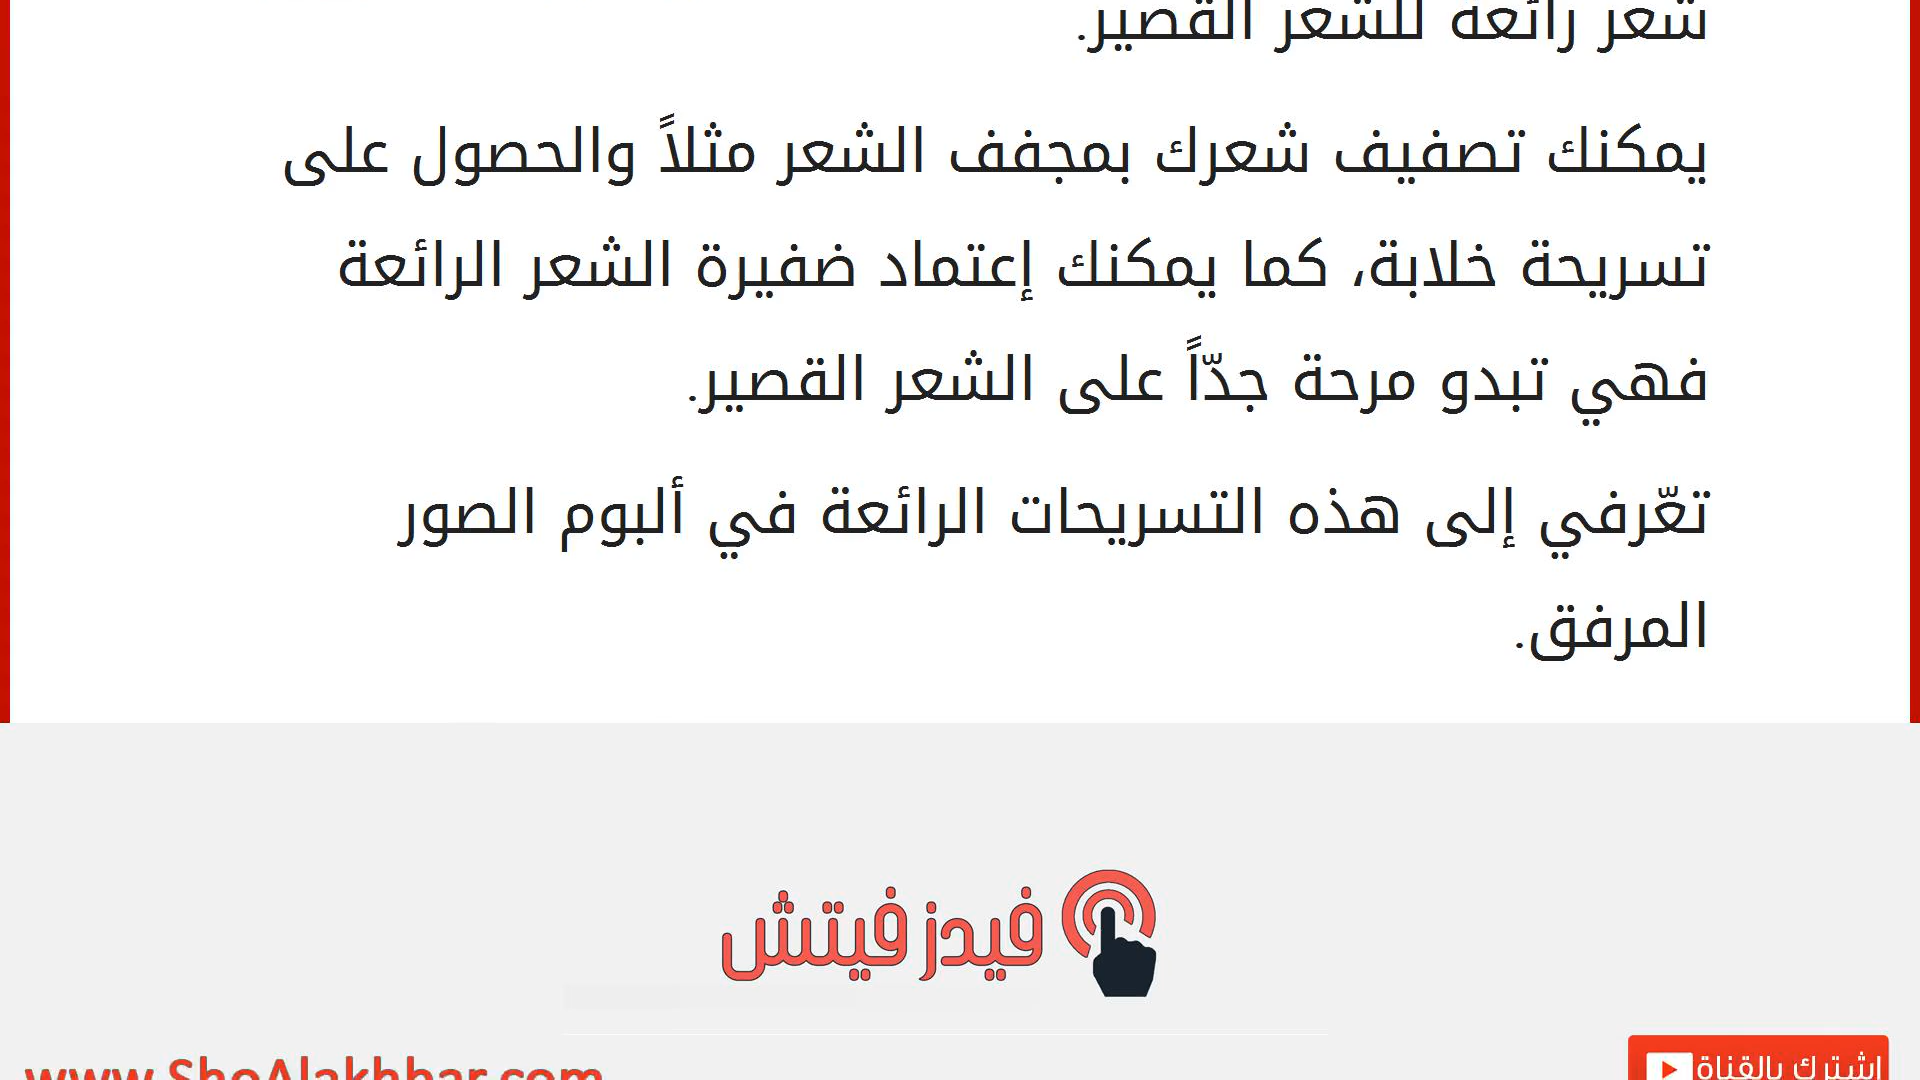 شعر رائعة للشعر القصير.
يمكنك تصفيف شعرك بمجفف الشعر مثلاً والحصول على
تسريحة خلابة، كما يمكنك إعتماد ضفيرة الشعر الرائعة
فهي تبدو مرحة جدّاً على الشعر القصير.
تعّرفي إلى هذه التسريحات الرائعة في ألبوم الصور
المرفق.
فيدز فيتش
www.ShoAlakhbar.com
إشترك بالقناة